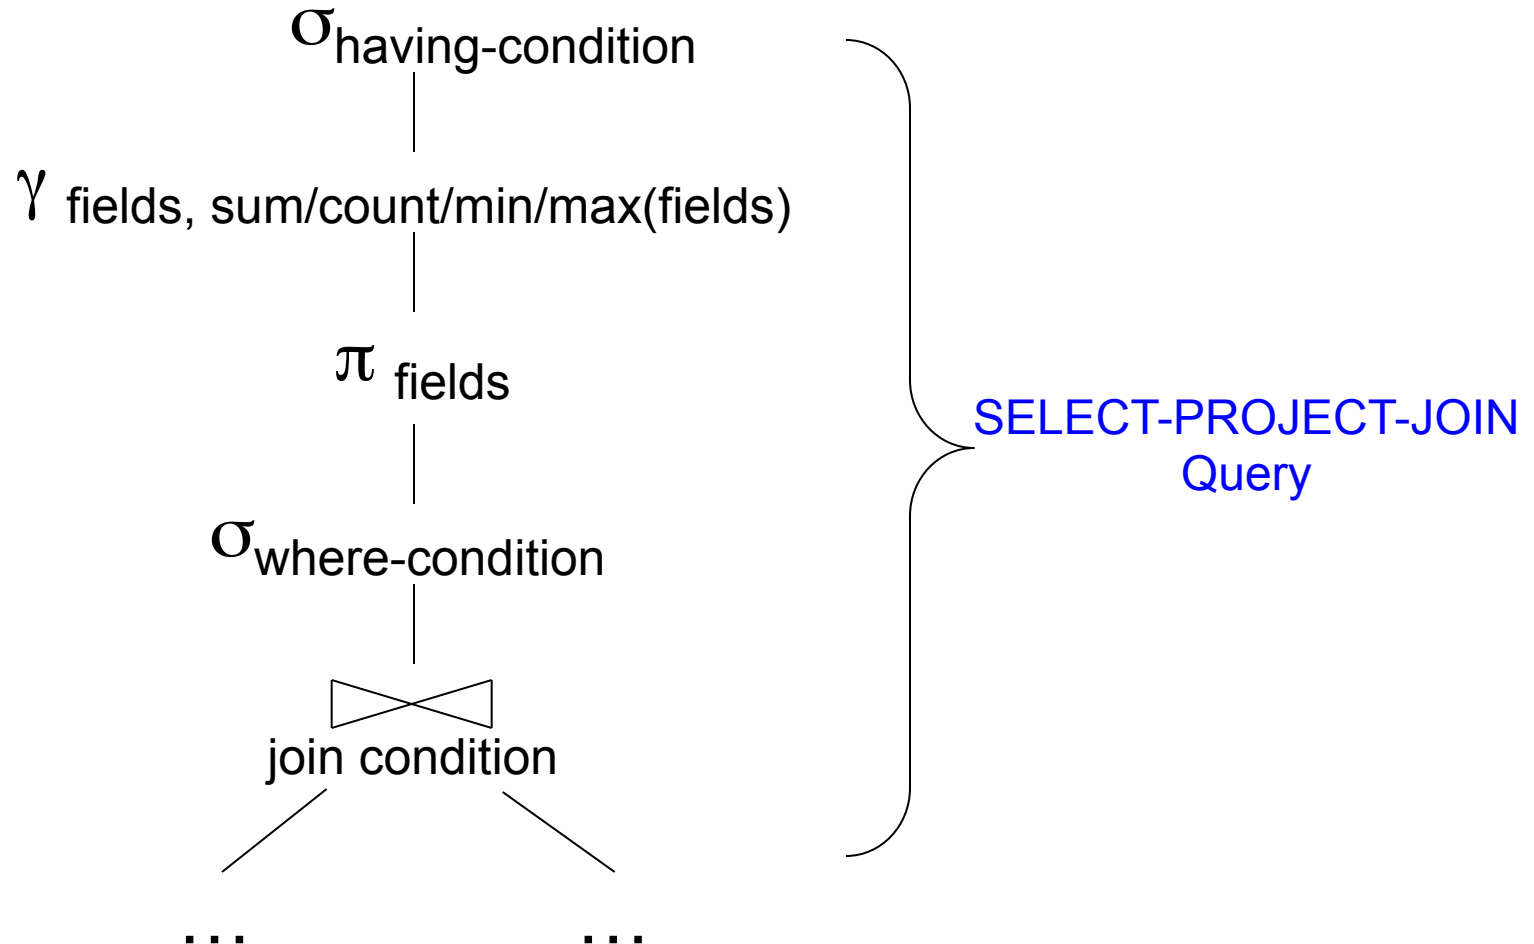 σhaving-condition
γ fields, sum/count/min/max(fields)
π fields
σwhere-condition
join condition
… …
SELECT-PROJECT-JOIN
Query